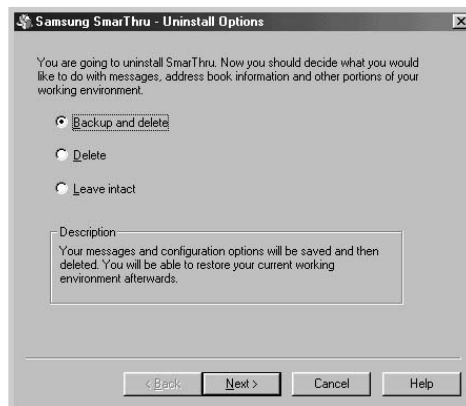 Samsung SmarThru - Uninstall Options
You are going to uninstall SmarThru. Now you should decide what you would
like to do with messages, address book information and other portions of your
working environment.
Backup and delete
Delete
Leave intact
Description
Your messages and configuration options will be saved and then
deleted. You will be able to restore your current working
environment afterwards.
< Back
Next >
Cancel
Help